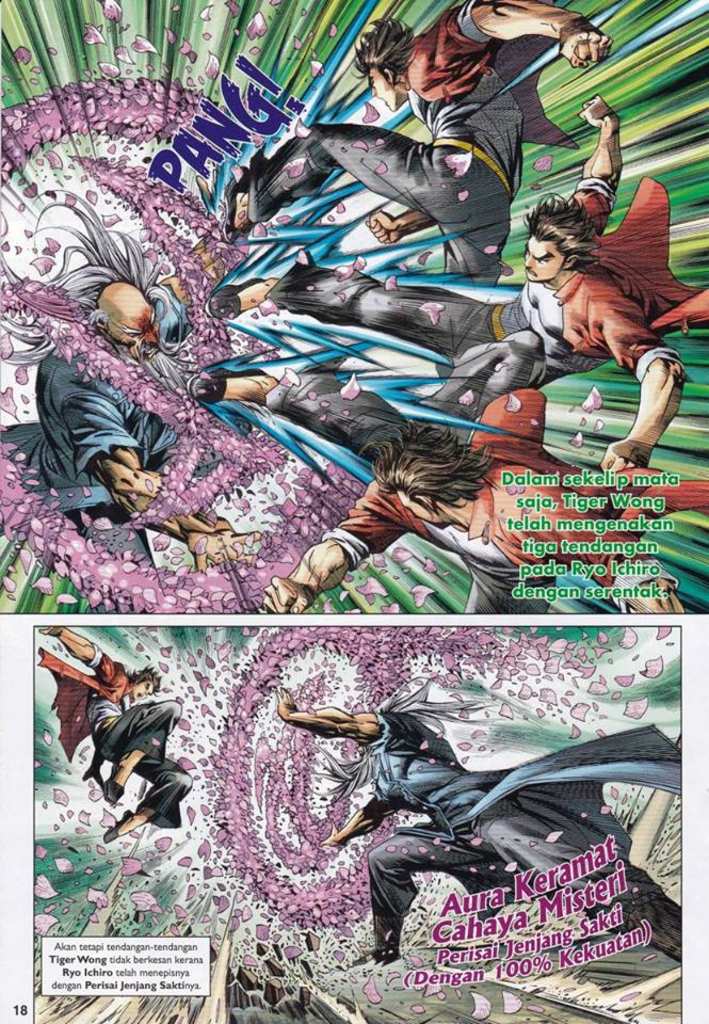 PANG!
Dalam sekelip mata
saja, Tiger Wong
telah mengenakan
tiga tendangan
pada Ryo Ichiro
dengan serentak.
Aura Keramat
Cahaya Misteri
Perisai Jenjang Sakti
(Dengan 100% Kekuatan)
Akan tetapi tendangan-tendangan
Tiger Wong tidak berkesan kerana
Ryo Ichiro telah menepisnya
dengan Perisai Jenjang Saktinya.
18